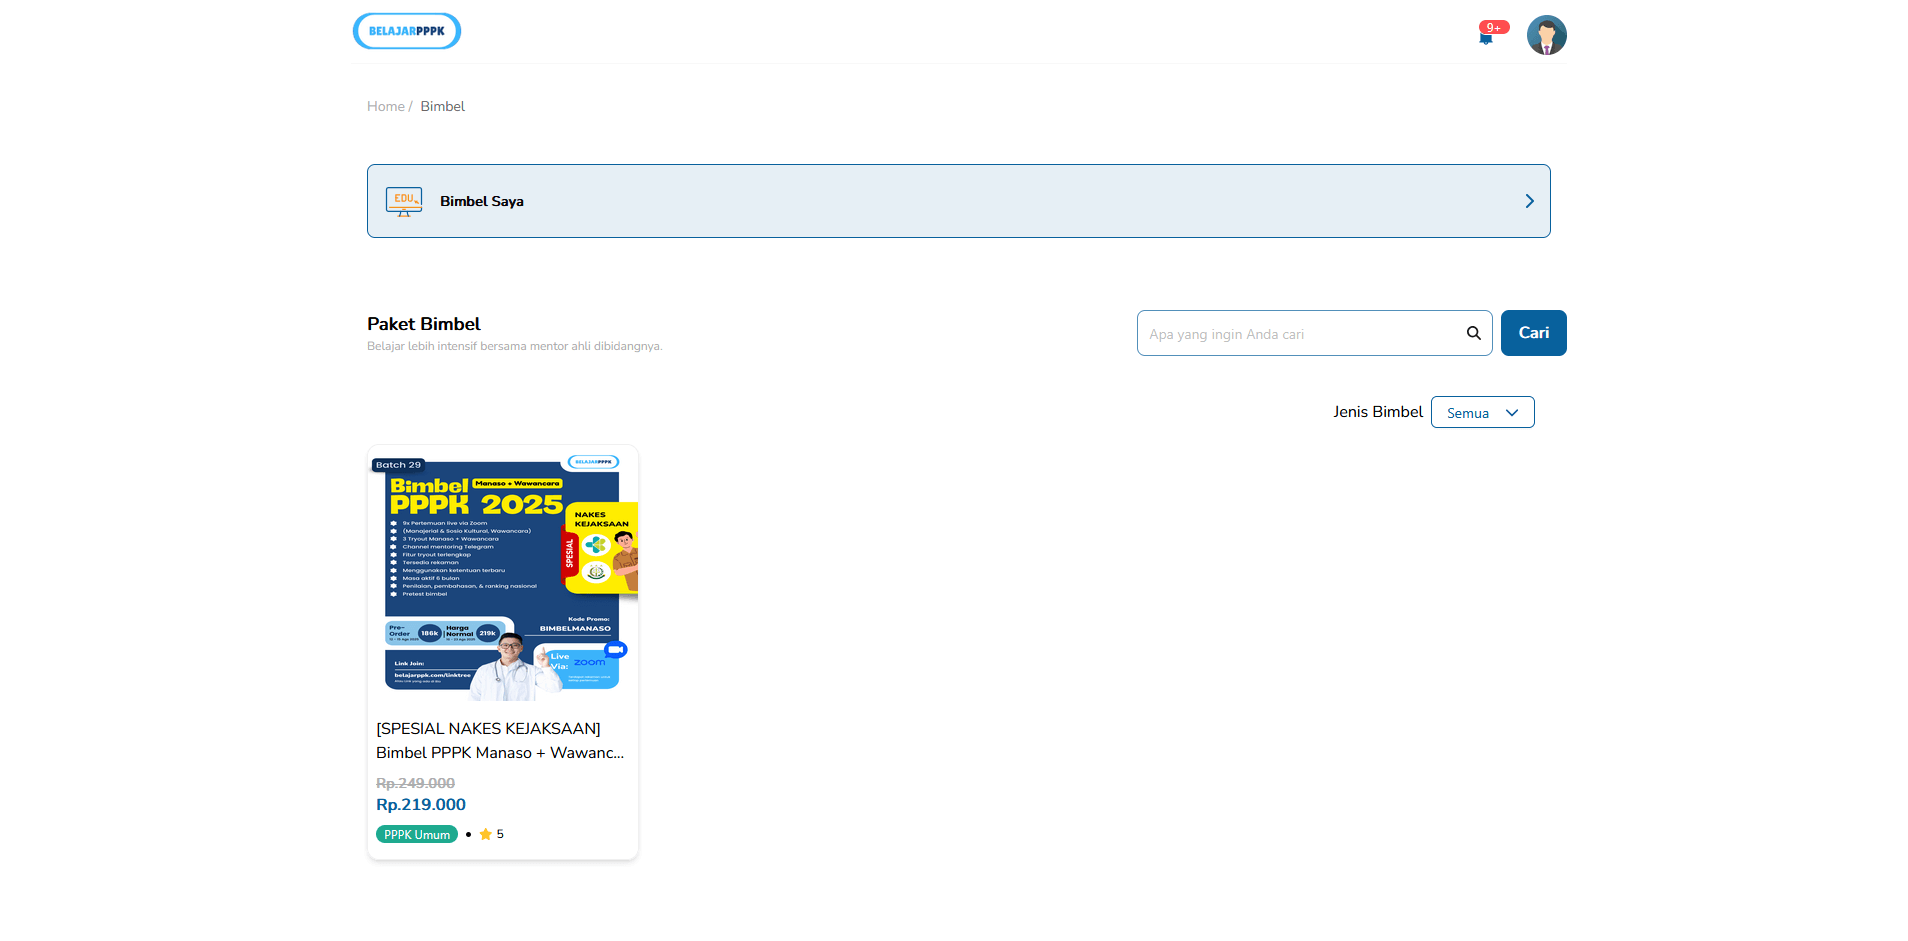 BELAJARPPPK
9+
Home / Bimbel
EDU
Bimbel Saya
Paket Bimbel
Belajar lebih intensif bersama mentor ahli dibidangnya.
Apa yang ingin Anda cari
Cari
Jenis Bimbel
Semua
Batch 29
BELAJARPPPK
Bimbel
Manaso + Wawancara
PPPK 2025
9x Pertemuan live via Zoom
(Manajerial & Sosio Kultural, Wawancara)
3 Tryout Manaso + Wawancara
Channel mentoring Telegram
Fitur tryout terlengkap
Tersedia rekaman
Menggunakan ketentuan terbaru
Masa aktif 6 bulan
Penilaian, pembahasan, & ranking nasional
Pretest bimbel
NAKES
KEJAKSAAN
SPESIAL
Kode Promo:
BIMBELMANASO
Pre-
Order
186k
Harga
Normal
219k
Link Join:
belajarppk.com/linktree
Live
Via:
zoom
[SPESIAL NAKES KEJAKSAAN]
Bimbel PPPK Manaso + Wawanc...
Rp.249.000
Rp.219.000
PPPK Umum
5